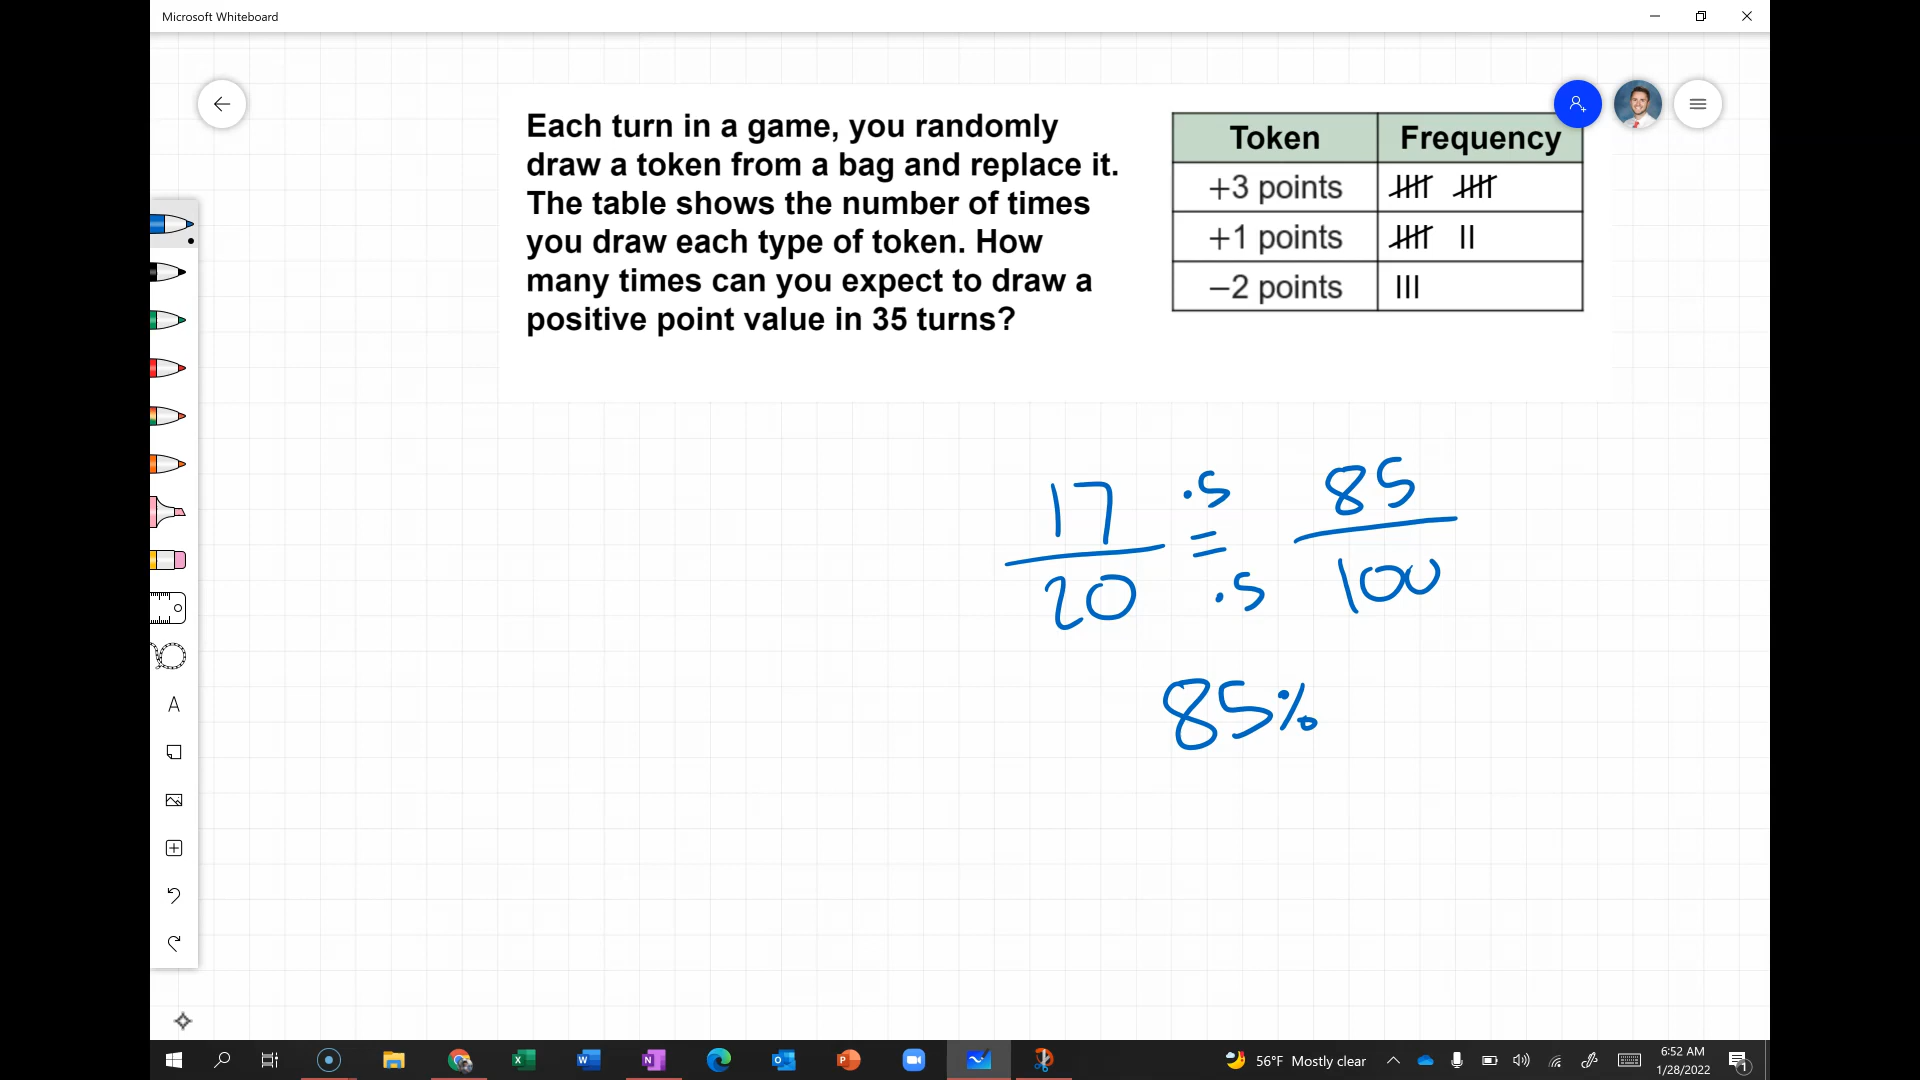 Microsoft Whiteboard
Each turn in a game, you randomly
draw a token from a bag and replace it.
The table shows the number of times
you draw each type of token. How
many times can you expect to draw a
positive point value in 35 turns?
Token Frequency
+3 points
+1 points
−2 points
17 ·5 85
= 
20 ·5 100
85%
56°F Mostly clear
6:52 AM
1/28/2022
1